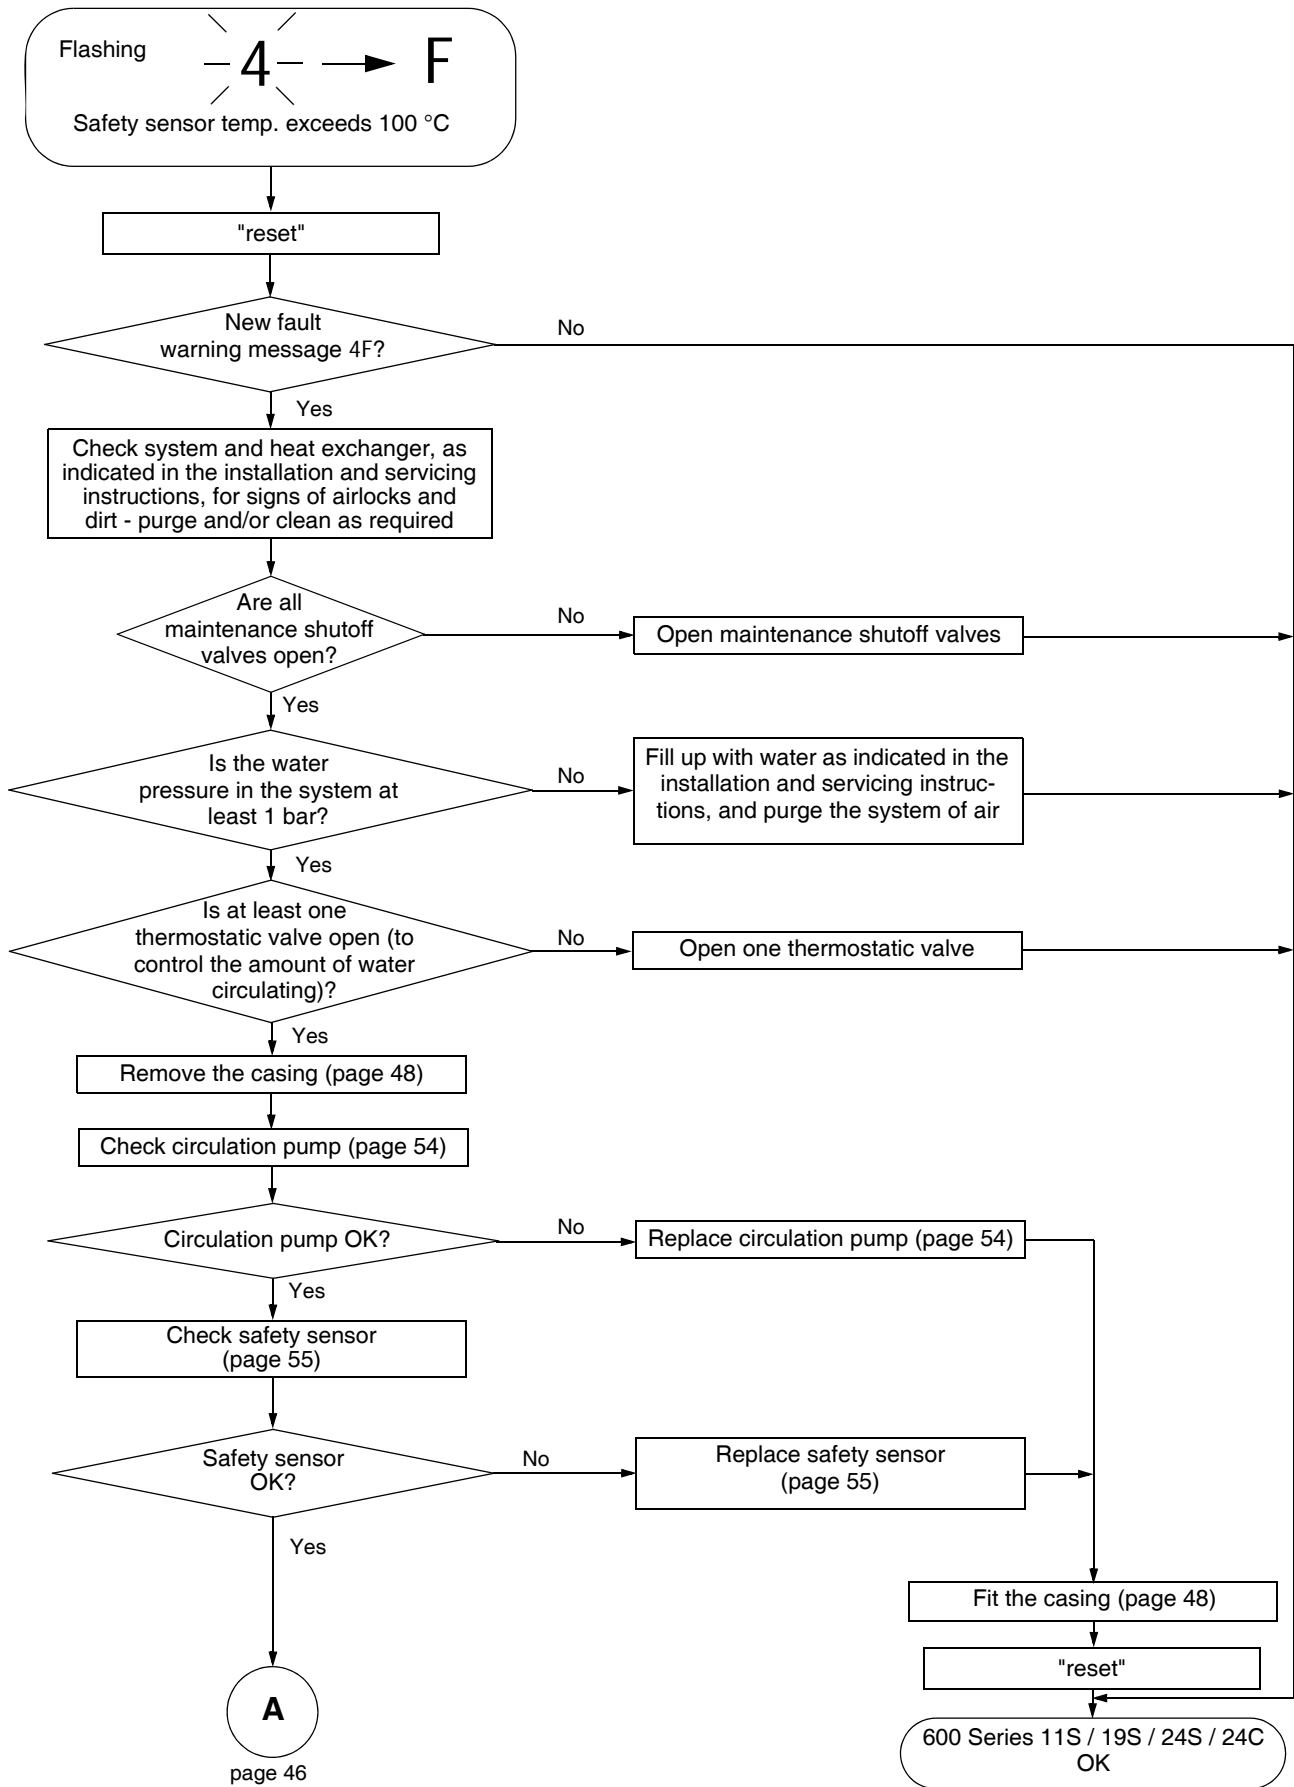 Flashing
4 F
Safety sensor temp. exceeds 100 °C
"reset"
New fault
warning message 4F?
No
Yes
Check system and heat exchanger, as
indicated in the installation and servicing
instructions, for signs of airlocks and
dirt - purge and/or clean as required
Are all
maintenance shutoff
valves open?
No
Open maintenance shutoff valves
Yes
Is the water
pressure in the system at
least 1 bar?
No
Fill up with water as indicated in the
installation and servicing instruc-
tions, and purge the system of air
Yes
Is at least one
thermostatic valve open (to
control the amount of water
circulating)?
No
Open one thermostatic valve
Yes
Remove the casing (page 48)
Check circulation pump (page 54)
Circulation pump OK?
No
Replace circulation pump (page 54)
Yes
Check safety sensor
(page 55)
Safety sensor
OK?
No
Replace safety sensor
(page 55)
Yes
Fit the casing (page 48)
"reset"
A
page 46
600 Series 11S / 19S / 24S / 24C
OK